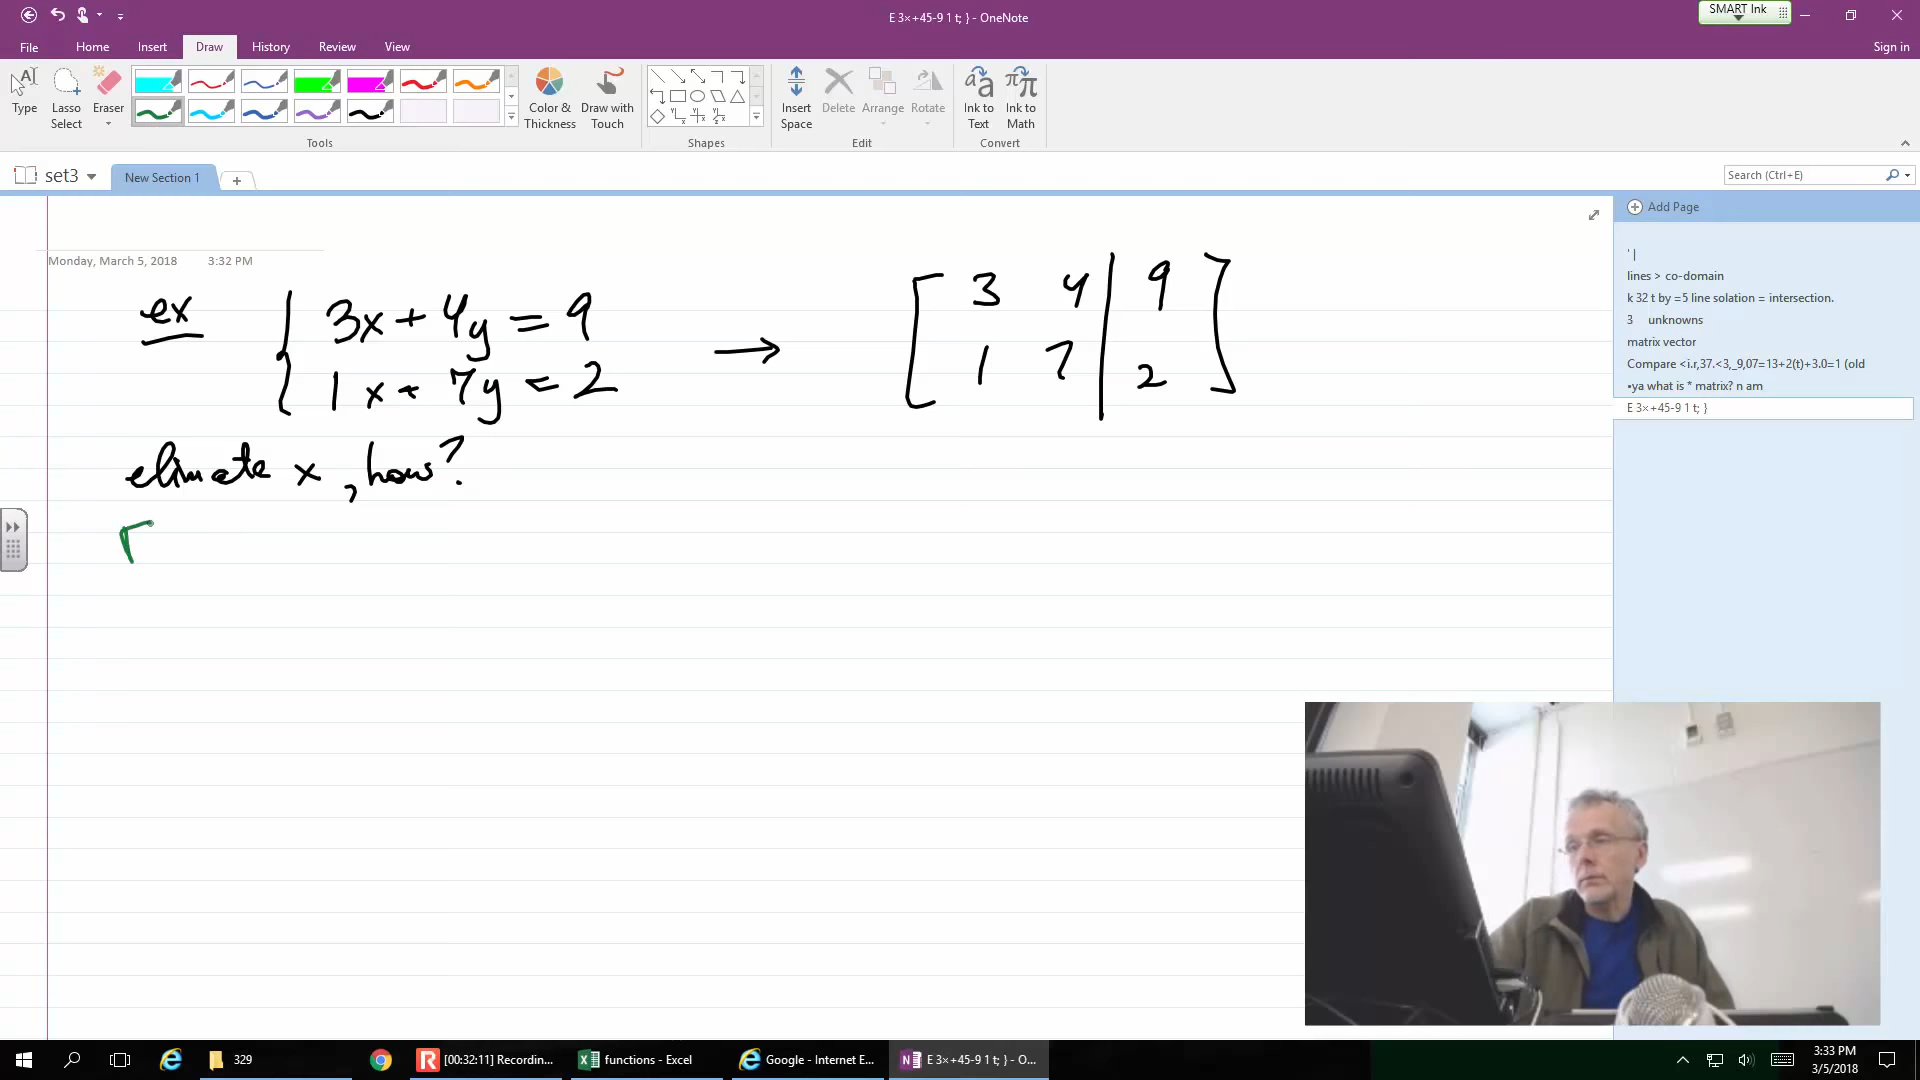 E 3×+45-9 1 t; } - OneNote
SMART Ink
File Home Insert Draw History Review View
Sign in
Type
Lasso Select
Eraser
Color & Thickness
Draw with Touch
Insert Space
Delete
Arrange
Rotate
Ink to Text
Ink to Math
Tools
Shapes
Edit
Convert
set3
New Section 1
Search (Ctrl+E)
Add Page
' |
lines > co-domain
k 32 t by =5 line solation = intersection.
3 unknowns
matrix vector
Compare <i.r,37.<3,_9,07=13+2(t)+3.0=1 (old
•ya what is * matrix? n am
E 3×+45-9 1 t; }
Monday, March 5, 2018 3:32 PM
ex { 3x + 4y = 9
1x + 7y = 2
→
[ 3 4 | 9
1 7 | 2 ]
elimate x , how?
329
[00:32:11] Recordin...
functions - Excel
Google - Internet E...
E 3×+45-9 1 t; } - O...
3:33 PM
3/5/2018